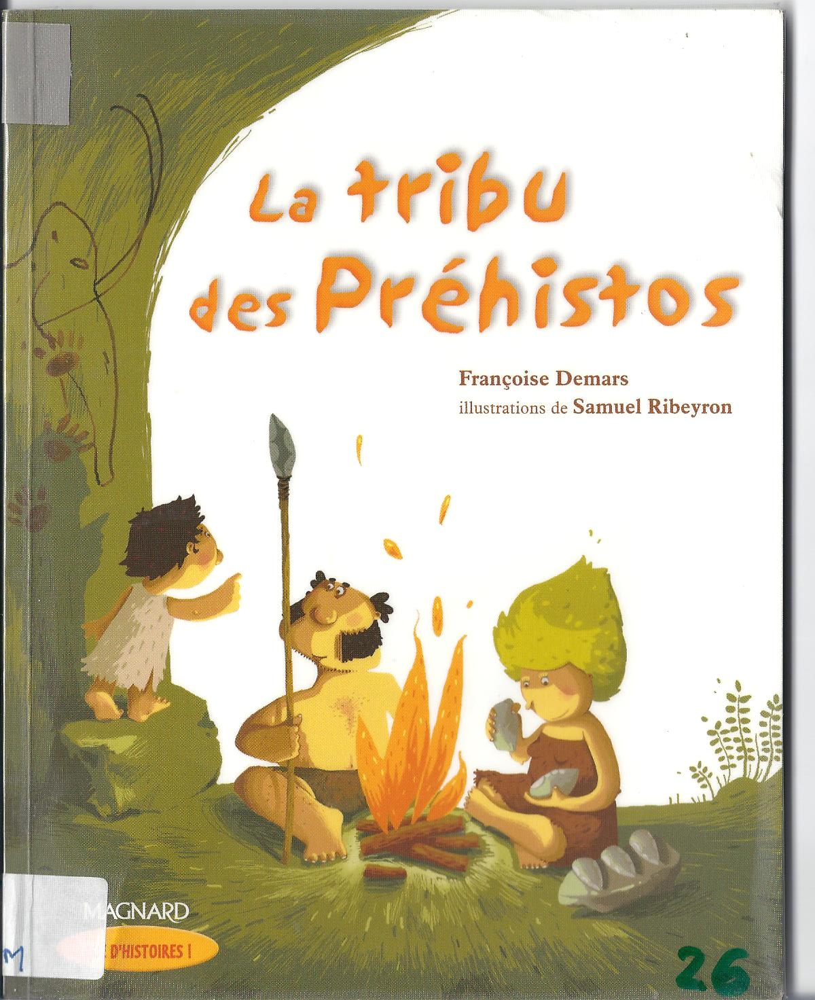 La tribu
des Préhistos
Françoise Demars
illustrations de Samuel Ribeyron
MAGNARD
D'HISTOIRES !
M
26